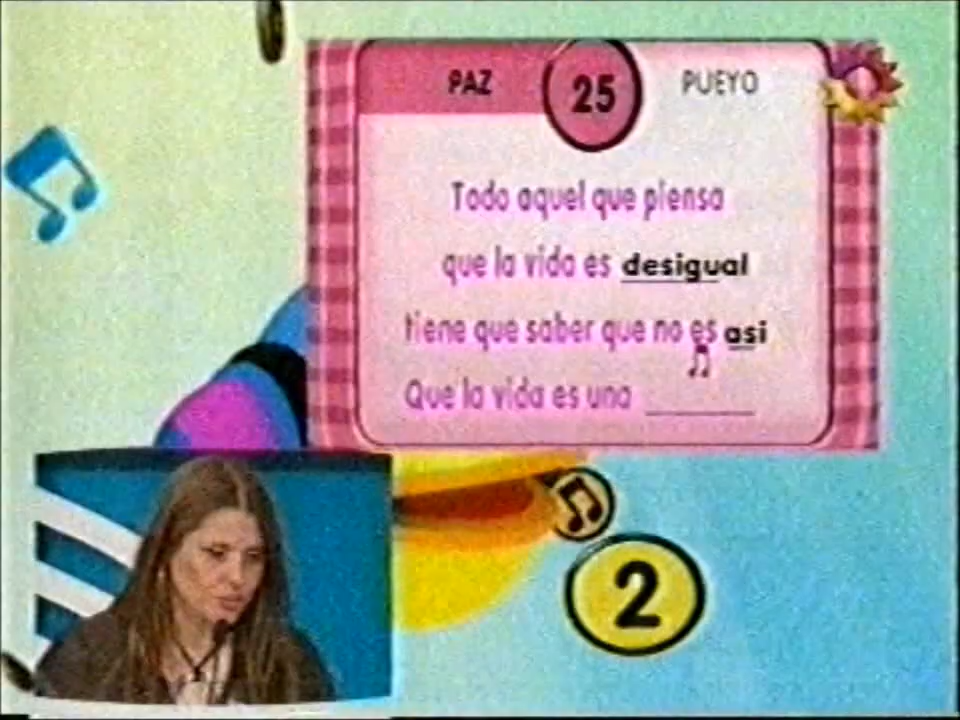 PAZ 25 PUEYO
Todo aquel que piensa
que la vida es desigual
tiene que saber que no es asi
Que la vida es una
2